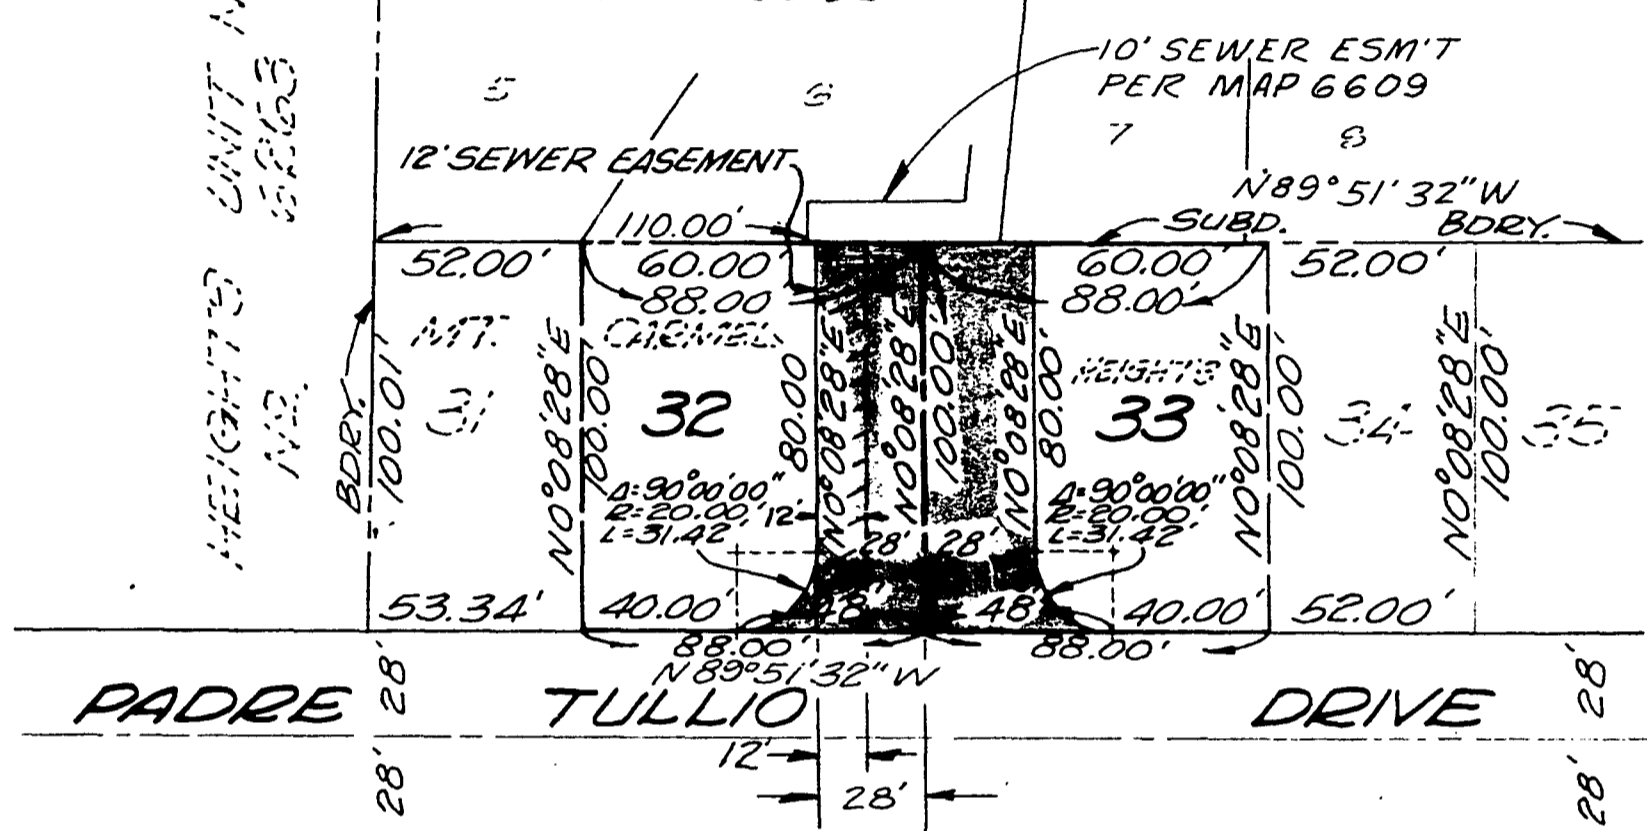 HEIGHTS UNIT
NO.
10' SEWER ESM'T
PER MAP 6609
5
6
7
8
12' SEWER EASEMENT
N89°51'32"W
110.00'
SUBD.
BDRY.
52.00'
60.00'
60.00'
52.00'
88.00
88.00'
MT.
CARMEL
HEIGHTS
BDRY.
100.01'
31
N0°08'28"E
100.00'
32
80.00
N0°08'28"E
N0°08'28"E
100.00'
N0°08'28"E
80.00'
33
N0°08'28"E
100.00'
34
N0°08'28"E
100.00'
35
Δ=90°00'00"
R=20.00'
L=31.42'
12'
Δ=90°00'00"
R=20.00'
L=31.42'
28'
28'
53.34'
40.00'
48'
48'
40.00'
52.00'
88.00'
88.00'
N89°51'32"W
28'
28'
PADRE TULLIO DRIVE
12'
28'
28'
28'